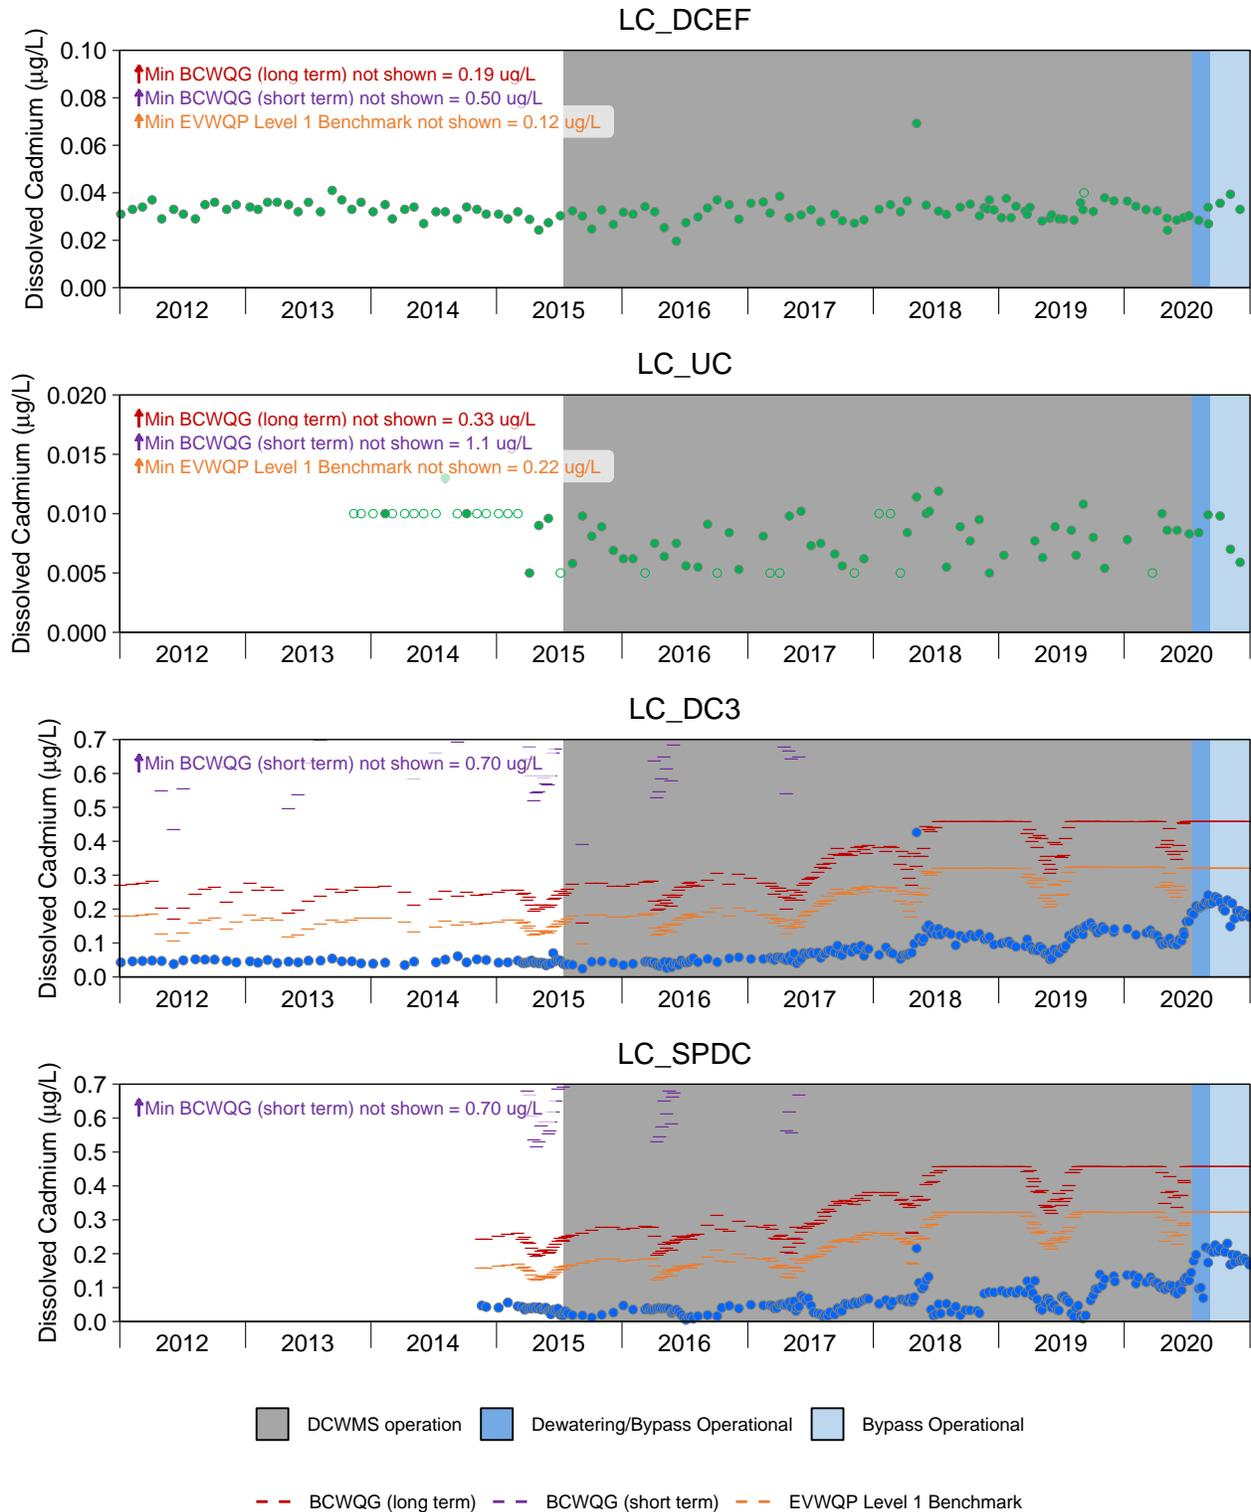 LC_DCEF
Dissolved Cadmium (µg/L)
0.10
0.08
0.06
0.04
0.02
0.00
Min BCWQG (long term) not shown = 0.19 ug/L
Min BCWQG (short term) not shown = 0.50 ug/L
Min EVWQP Level 1 Benchmark not shown = 0.12 ug/L
2012 2013 2014 2015 2016 2017 2018 2019 2020
LC_UC
Dissolved Cadmium (µg/L)
0.020
0.015
0.010
0.005
0.000
Min BCWQG (long term) not shown = 0.33 ug/L
Min BCWQG (short term) not shown = 1.1 ug/L
Min EVWQP Level 1 Benchmark not shown = 0.22 ug/L
2012 2013 2014 2015 2016 2017 2018 2019 2020
LC_DC3
Dissolved Cadmium (µg/L)
0.7
0.6
0.5
0.4
0.3
0.2
0.1
0.0
Min BCWQG (short term) not shown = 0.70 ug/L
2012 2013 2014 2015 2016 2017 2018 2019 2020
LC_SPDC
Dissolved Cadmium (µg/L)
0.7
0.6
0.5
0.4
0.3
0.2
0.1
0.0
Min BCWQG (short term) not shown = 0.70 ug/L
2012 2013 2014 2015 2016 2017 2018 2019 2020
DCWMS operation Dewatering/Bypass Operational Bypass Operational
BCWQG (long term) BCWQG (short term) EVWQP Level 1 Benchmark